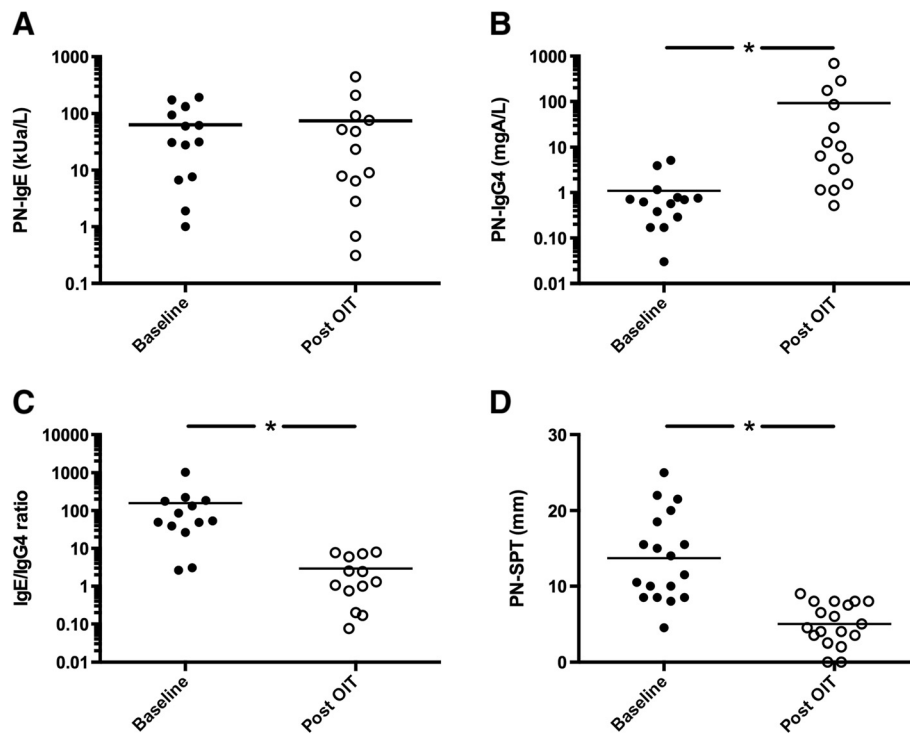 A
PN-IgE (kUa/L)
1000
100
10
1
0.1
Baseline
Post OIT
B
*
PN-IgG4 (mgA/L)
1000
100
10
1
0.1
0.01
Baseline
Post OIT
C
*
IgE/IgG4 ratio
10000
1000
100
10
1
0.10
0.01
Baseline
Post OIT
D
*
PN-SPT (mm)
30
20
10
0
Baseline
Post OIT